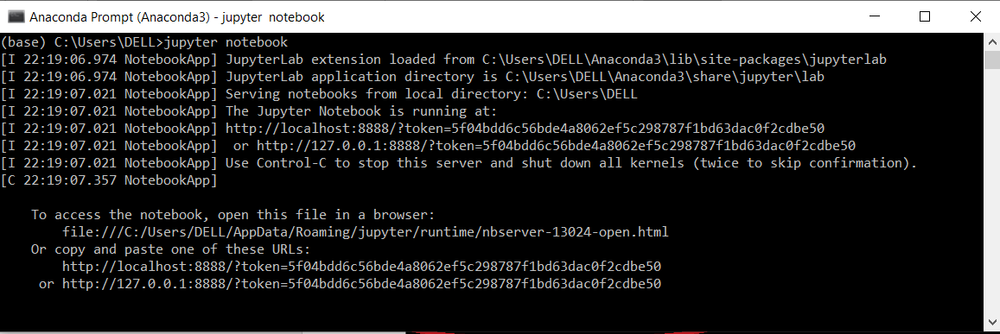 Anaconda Prompt (Anaconda3) - jupyter  notebook
(base) C:\Users\DELL>jupyter notebook
[I 22:19:06.974 NotebookApp] JupyterLab extension loaded from C:\Users\DELL\Anaconda3\lib\site-packages\jupyterlab
[I 22:19:06.974 NotebookApp] JupyterLab application directory is C:\Users\DELL\Anaconda3\share\jupyter\lab
[I 22:19:07.021 NotebookApp] Serving notebooks from local directory: C:\Users\DELL
[I 22:19:07.021 NotebookApp] The Jupyter Notebook is running at:
[I 22:19:07.021 NotebookApp] http://localhost:8888/?token=5f04bdd6c56bde4a8062ef5c298787f1bd63dac0f2cdbe50
[I 22:19:07.021 NotebookApp]  or http://127.0.0.1:8888/?token=5f04bdd6c56bde4a8062ef5c298787f1bd63dac0f2cdbe50
[I 22:19:07.021 NotebookApp] Use Control-C to stop this server and shut down all kernels (twice to skip confirmation).
[C 22:19:07.357 NotebookApp]
To access the notebook, open this file in a browser:
file:///C:/Users/DELL/AppData/Roaming/jupyter/runtime/nbserver-13024-open.html
Or copy and paste one of these URLs:
http://localhost:8888/?token=5f04bdd6c56bde4a8062ef5c298787f1bd63dac0f2cdbe50
or http://127.0.0.1:8888/?token=5f04bdd6c56bde4a8062ef5c298787f1bd63dac0f2cdbe50